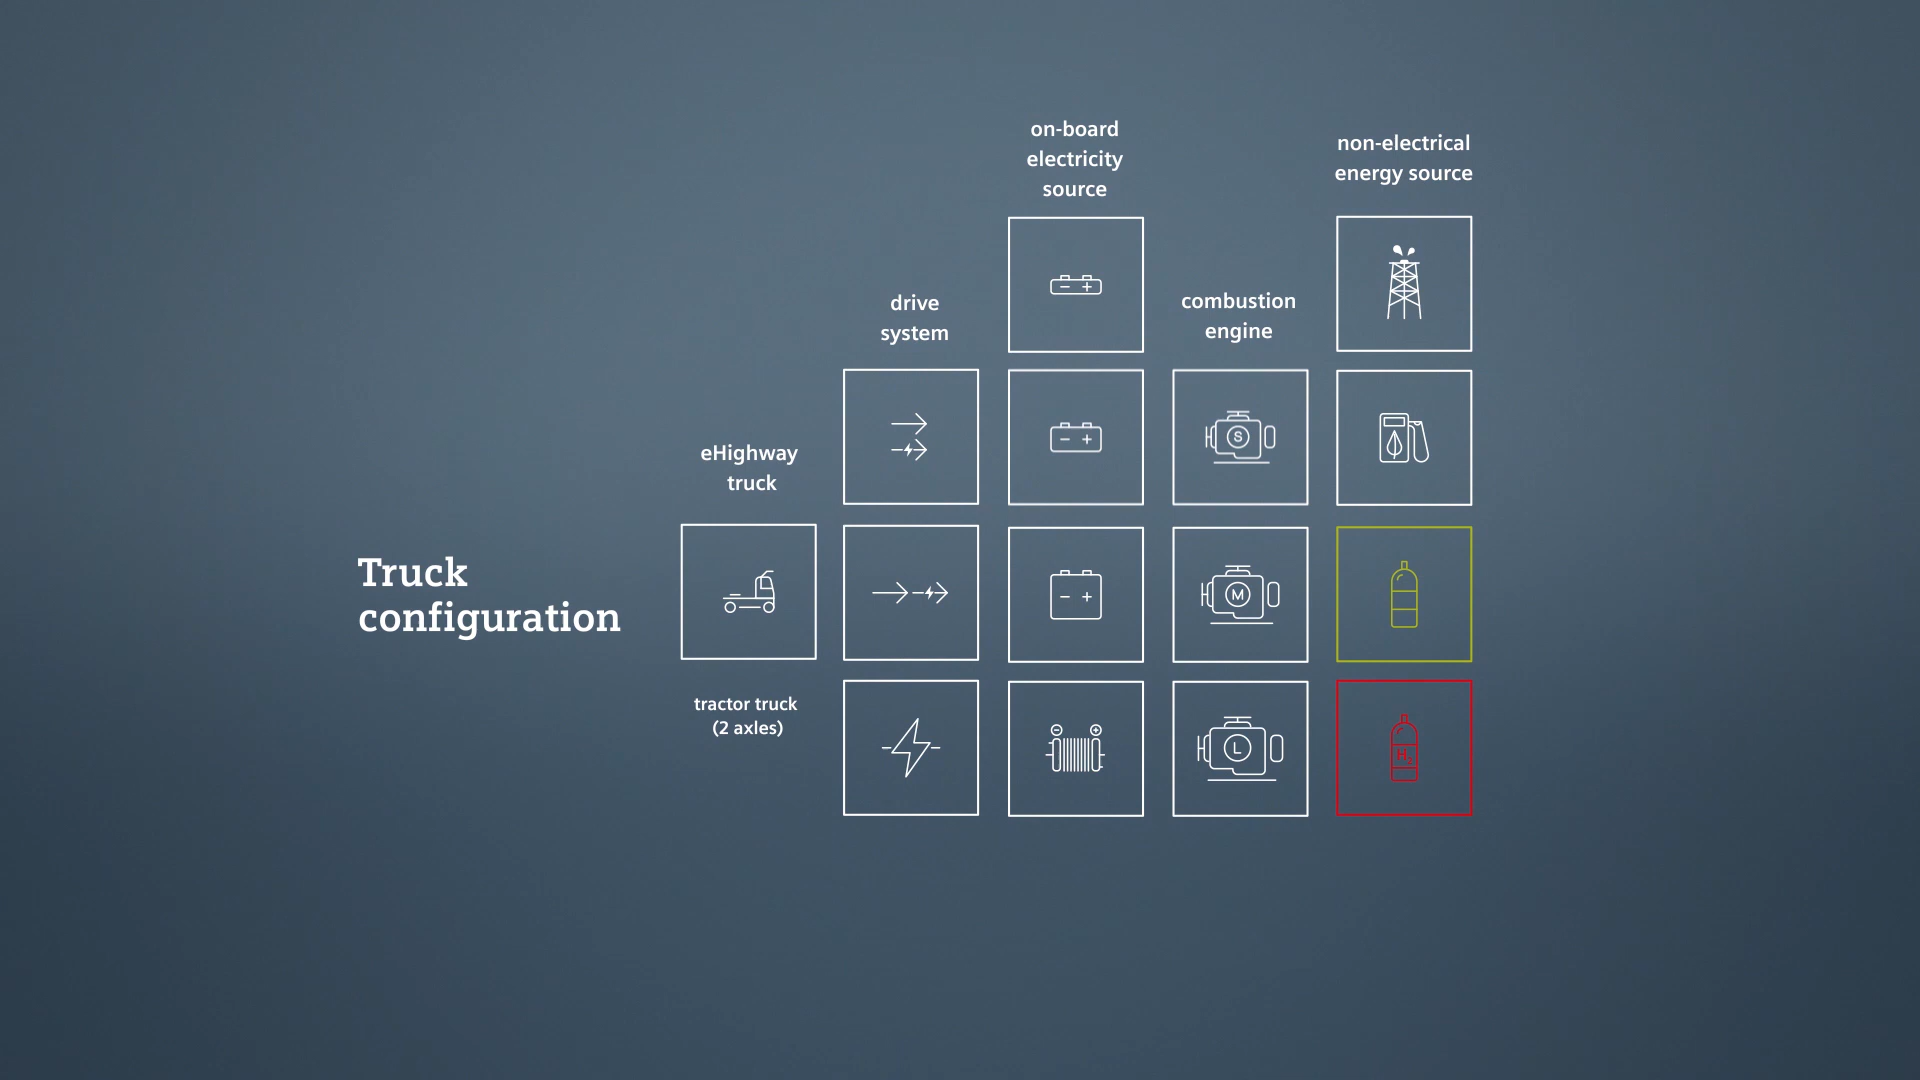 on-board
electricity
source
non-electrical
energy source
drive
system
combustion
engine
eHighway
truck
S
Truck
configuration
M
tractor truck
(2 axles)
L
H2